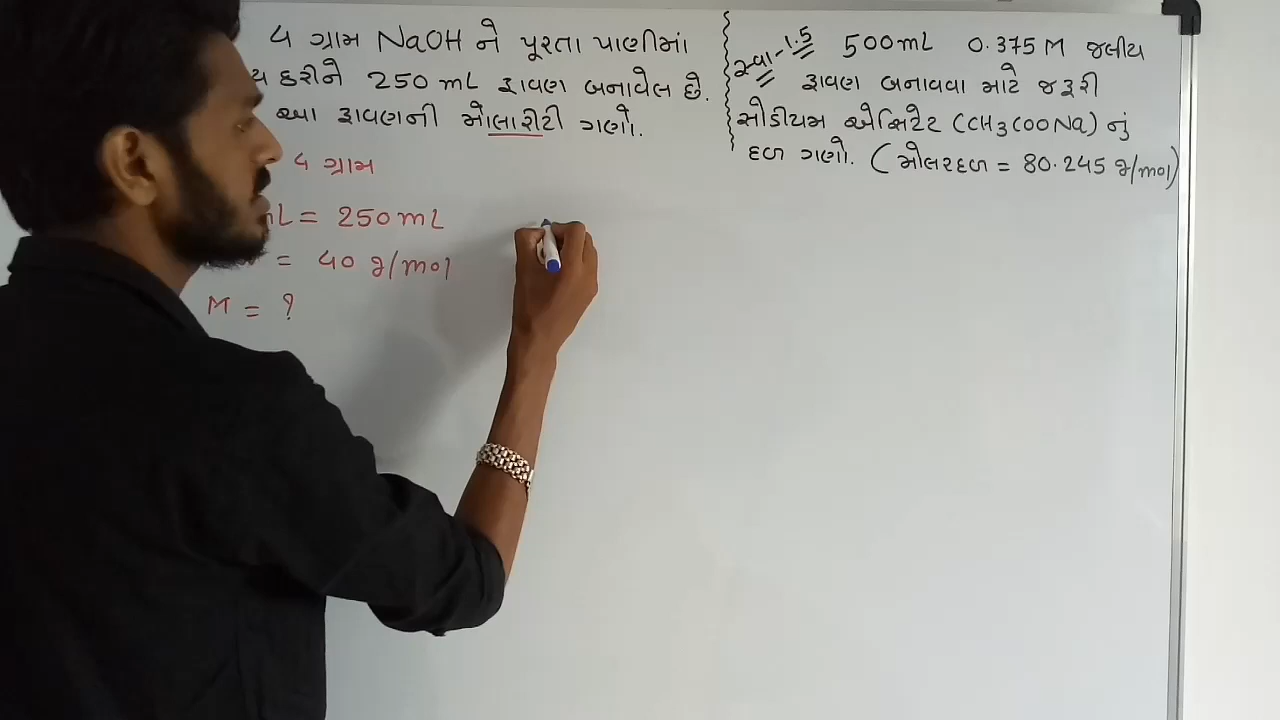 4 ગ્રામ NaOH ને પૂરતા પાણીમાં
કરીને 250 mL દ્રાવણ બનાવેલ છે.
આ દ્રાવણની મોલારીટી ગણો.
4 ગ્રામ
mL = 250 mL
= 40 g/mol
M = ?
સ્વા-1.5 500mL 0.375 M જલીય
દ્રાવણ બનાવવા માટે જરૂરી
સોડીયમ એસિટેટ (CH3COONa) નું
દળ ગણો. (મોલરદળ = 80.245 g/mol)